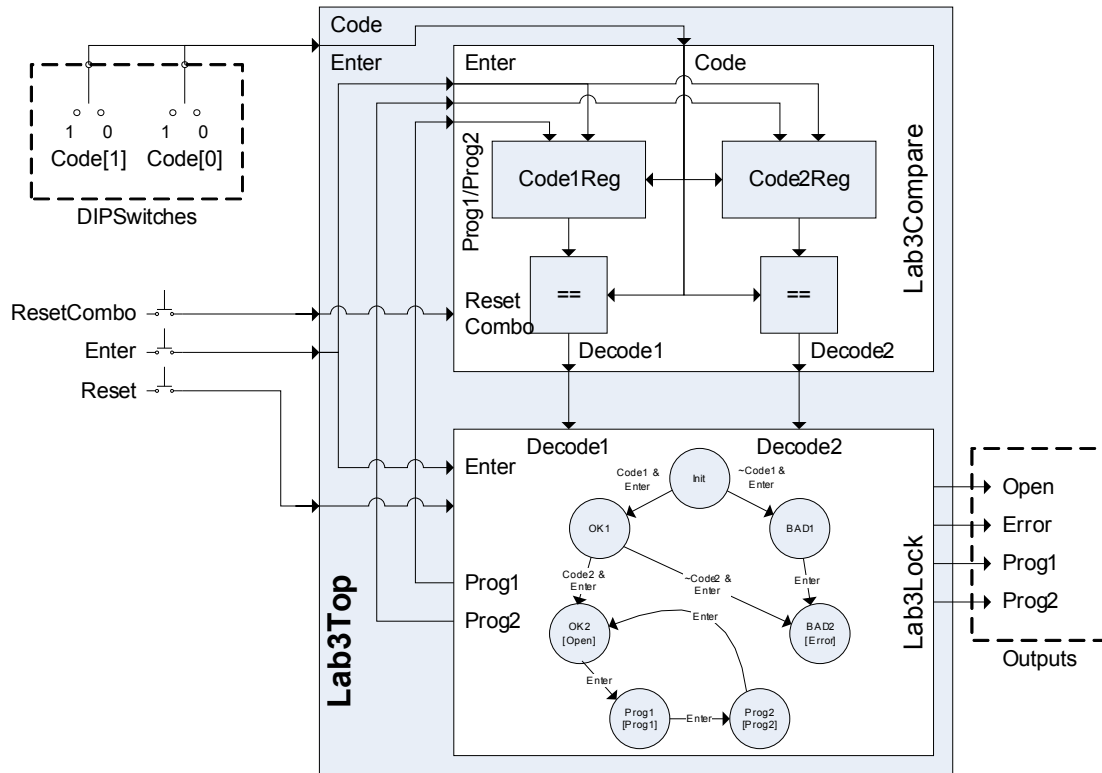 Code
Enter
Enter
Code
1 0
1 0
Code[1]
Code[0]
DIPSwitches
Prog1/Prog2
Code1Reg
Code2Reg
Lab3Compare
==
==
Reset
Combo
Decode1
Decode2
ResetCombo
Enter
Reset
Decode1
Decode2
Enter
Code1 &
Enter
Init
~Code1 &
Enter
OK1
BAD1
Code2 &
Enter
~Code2 &
Enter
Enter
Prog1
Prog2
OK2
[Open]
Enter
BAD2
[Error]
Enter
Prog1
[Prog1]
Enter
Prog2
[Prog2]
Lab3Top
Lab3Lock
Open
Error
Prog1
Prog2
Outputs